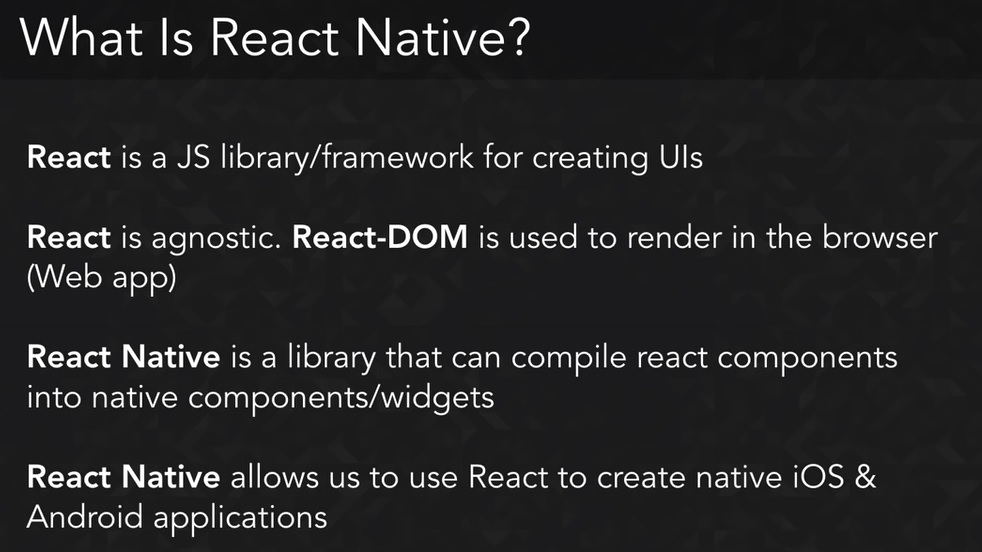 What Is React Native?
React is a JS library/framework for creating UIs
React is agnostic. React-DOM is used to render in the browser
(Web app)
React Native is a library that can compile react components
into native components/widgets
React Native allows us to use React to create native iOS &
Android applications